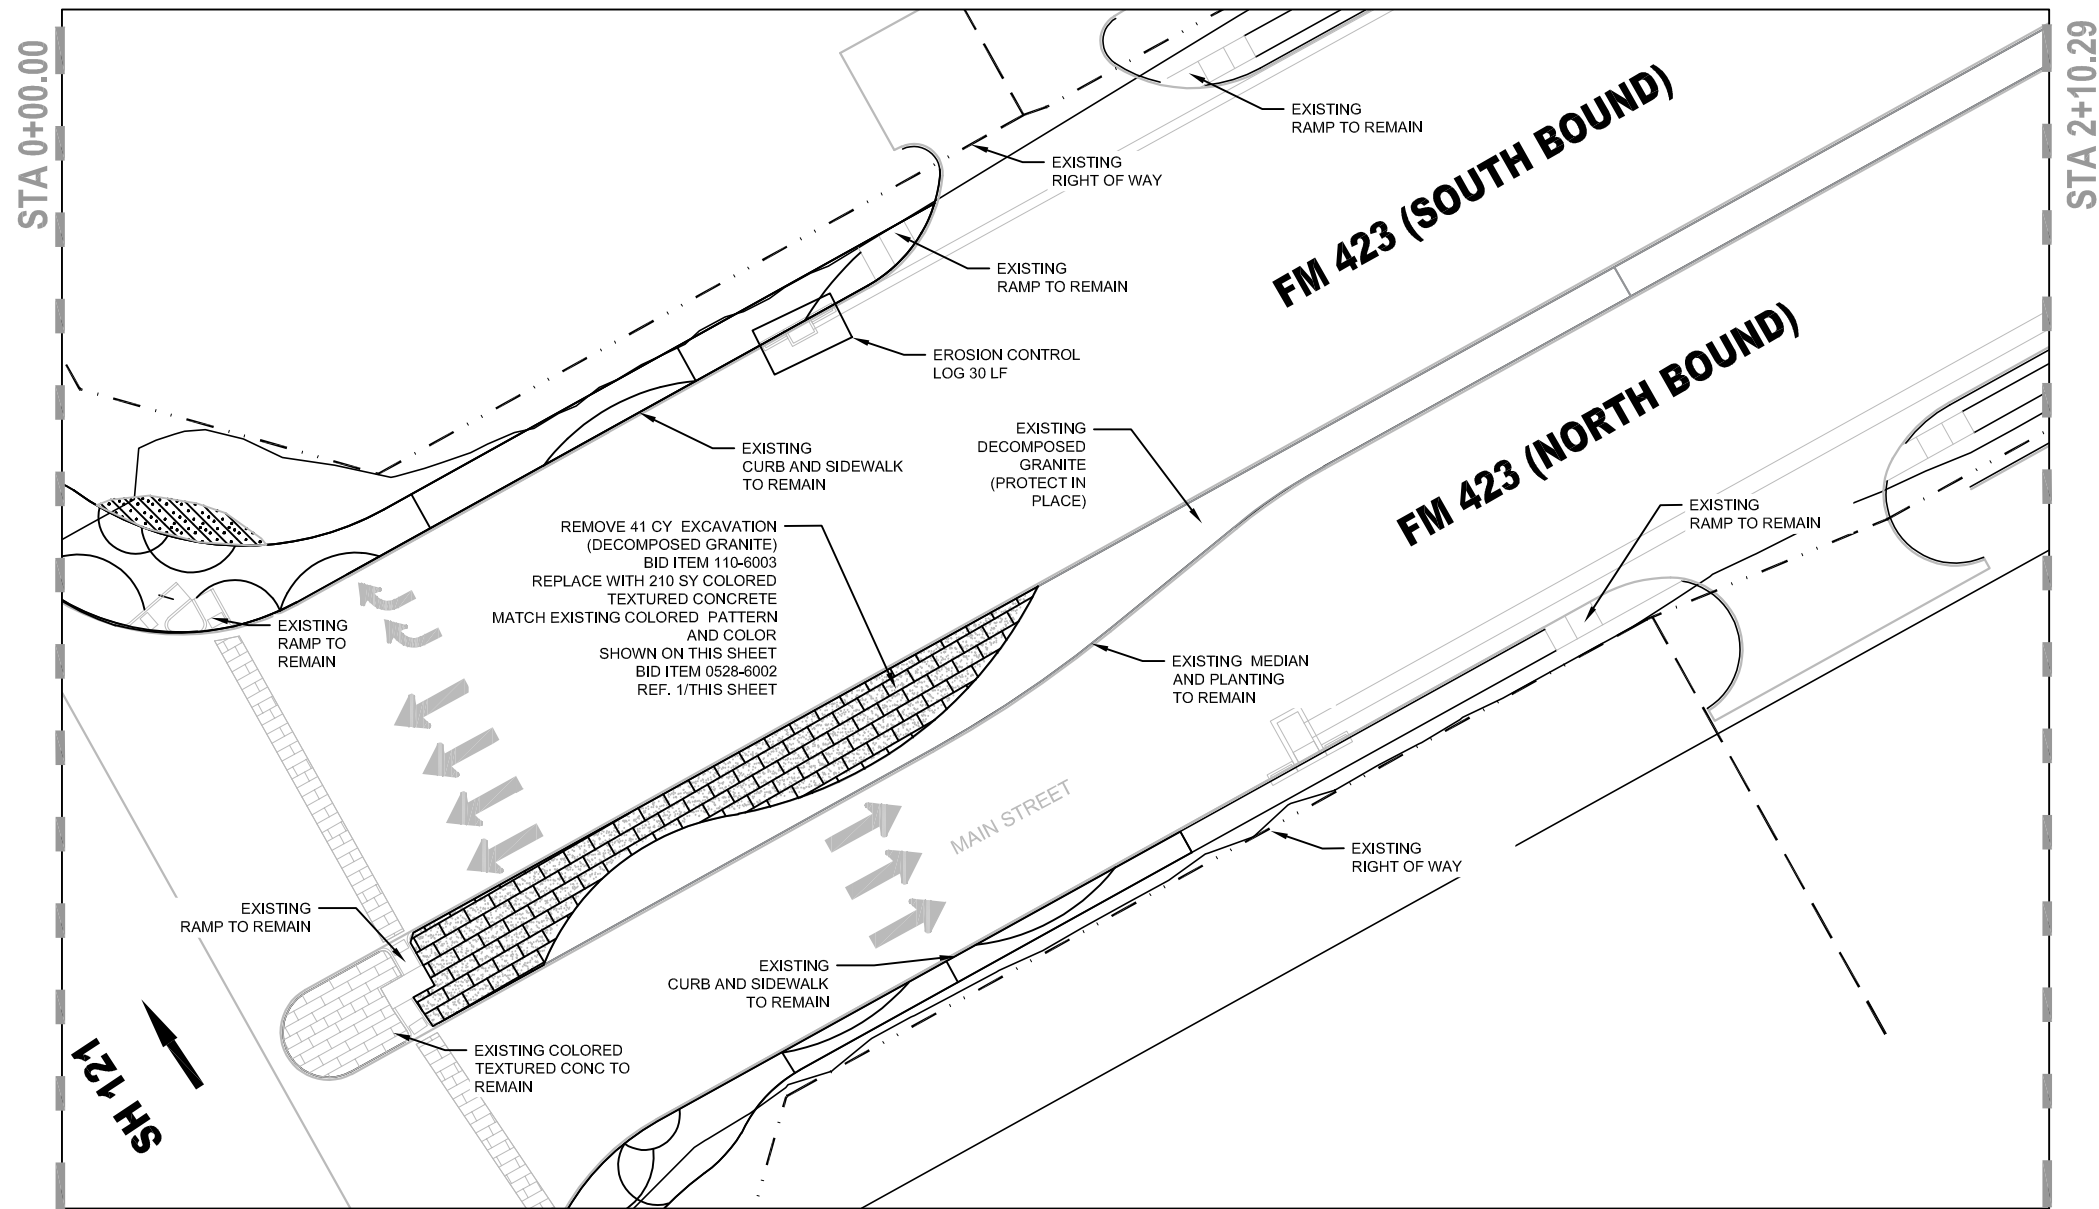 STA 0+00.00
STA 2+10.29
EXISTING
RAMP TO REMAIN
EXISTING
RIGHT OF WAY
FM 423 (SOUTH BOUND)
EXISTING
RAMP TO REMAIN
EROSION CONTROL
LOG 30 LF
FM 423 (NORTH BOUND)
EXISTING
CURB AND SIDEWALK
TO REMAIN
EXISTING
DECOMPOSED
GRANITE
(PROTECT IN
PLACE)
EXISTING
RAMP TO REMAIN
REMOVE 41 CY EXCAVATION
(DECOMPOSED GRANITE)
BID ITEM 110-6003
REPLACE WITH 210 SY COLORED
TEXTURED CONCRETE
MATCH EXISTING COLORED PATTERN
AND COLOR
SHOWN ON THIS SHEET
BID ITEM 0528-6002
REF. 1/THIS SHEET
EXISTING
RAMP TO
REMAIN
EXISTING MEDIAN
AND PLANTING
TO REMAIN
MAIN STREET
EXISTING
RIGHT OF WAY
EXISTING
RAMP TO REMAIN
EXISTING
CURB AND SIDEWALK
TO REMAIN
EXISTING COLORED
TEXTURED CONC TO
REMAIN
SH 121